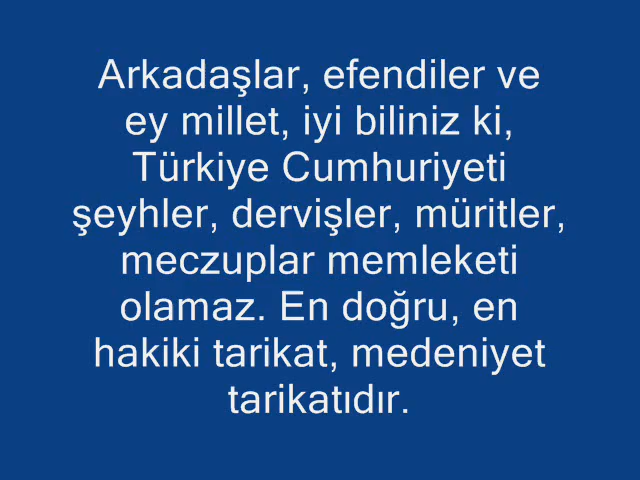 Arkadaşlar, efendiler ve
ey millet, iyi biliniz ki,
Türkiye Cumhuriyeti
şeyhler, dervişler, müritler,
meczuplar memleketi
olamaz. En doğru, en
hakiki tarikat, medeniyet
tarikatıdır.